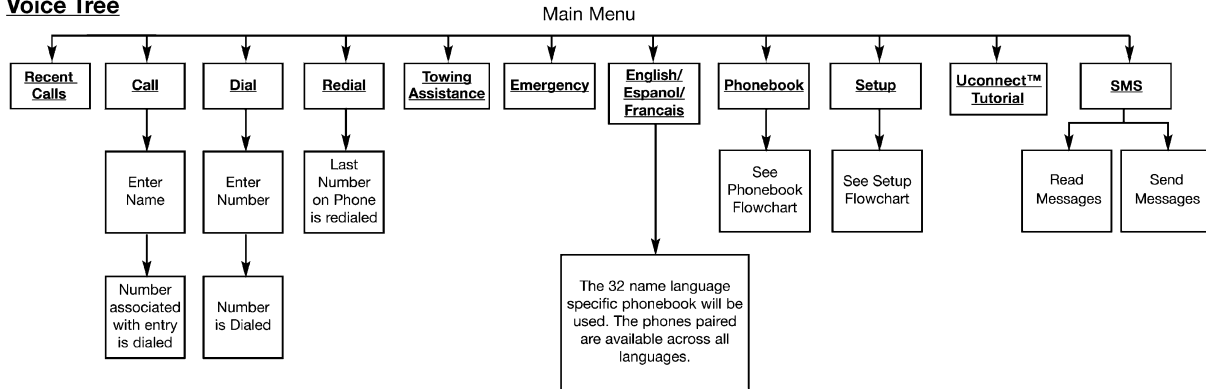 Voice Tree
Main Menu
Recent
Calls
Call
Dial
Redial
Towing
Assistance
Emergency
English/
Espanol/
Francais
Phonebook
Setup
Uconnect™
Tutorial
SMS
Enter
Name
Enter
Number
Last
Number
on Phone
is redialed
See
Phonebook
Flowchart
See Setup
Flowchart
Read
Messages
Send
Messages
Number
associated
with entry
is dialed
Number
is Dialed
The 32 name language
specific phonebook will be
used. The phones paired
are available across all
languages.